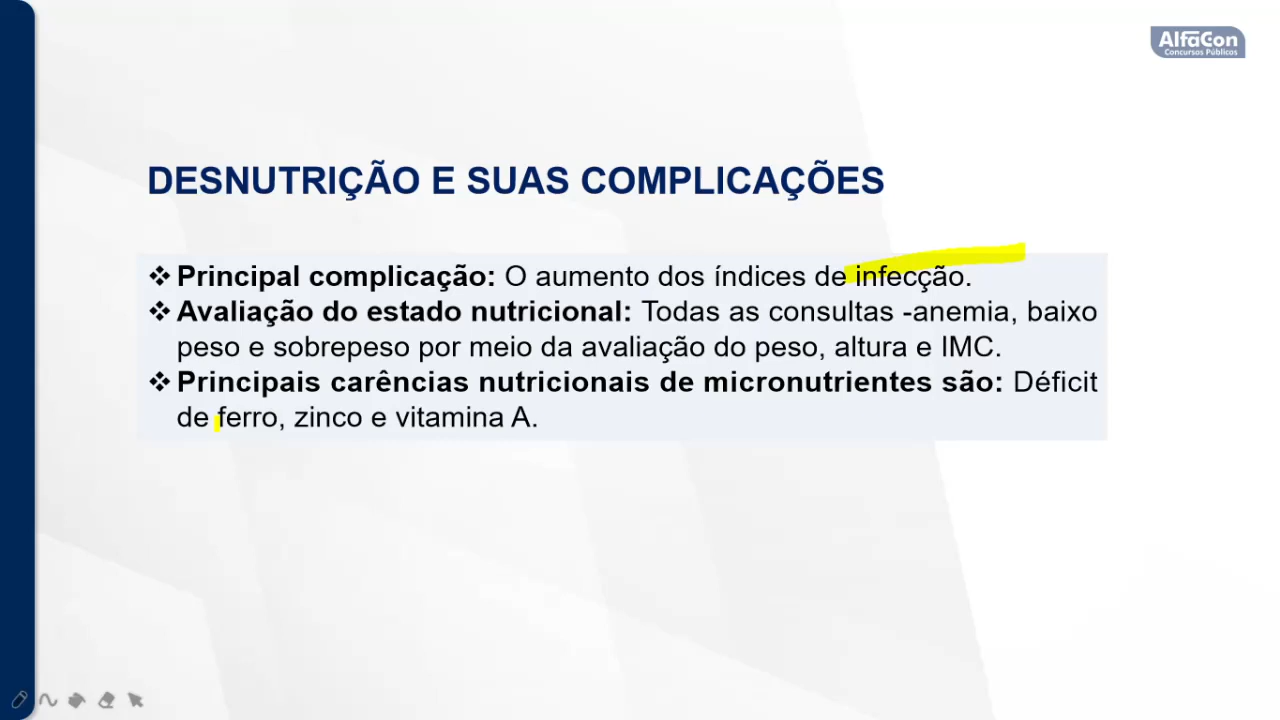 AlfaCon
Concursos Públicos
DESNUTRIÇÃO E SUAS COMPLICAÇÕES
❖ Principal complicação: O aumento dos índices de infecção.
❖ Avaliação do estado nutricional: Todas as consultas -anemia, baixo
peso e sobrepeso por meio da avaliação do peso, altura e IMC.
❖ Principais carências nutricionais de micronutrientes são: Déficit
de ferro, zinco e vitamina A.